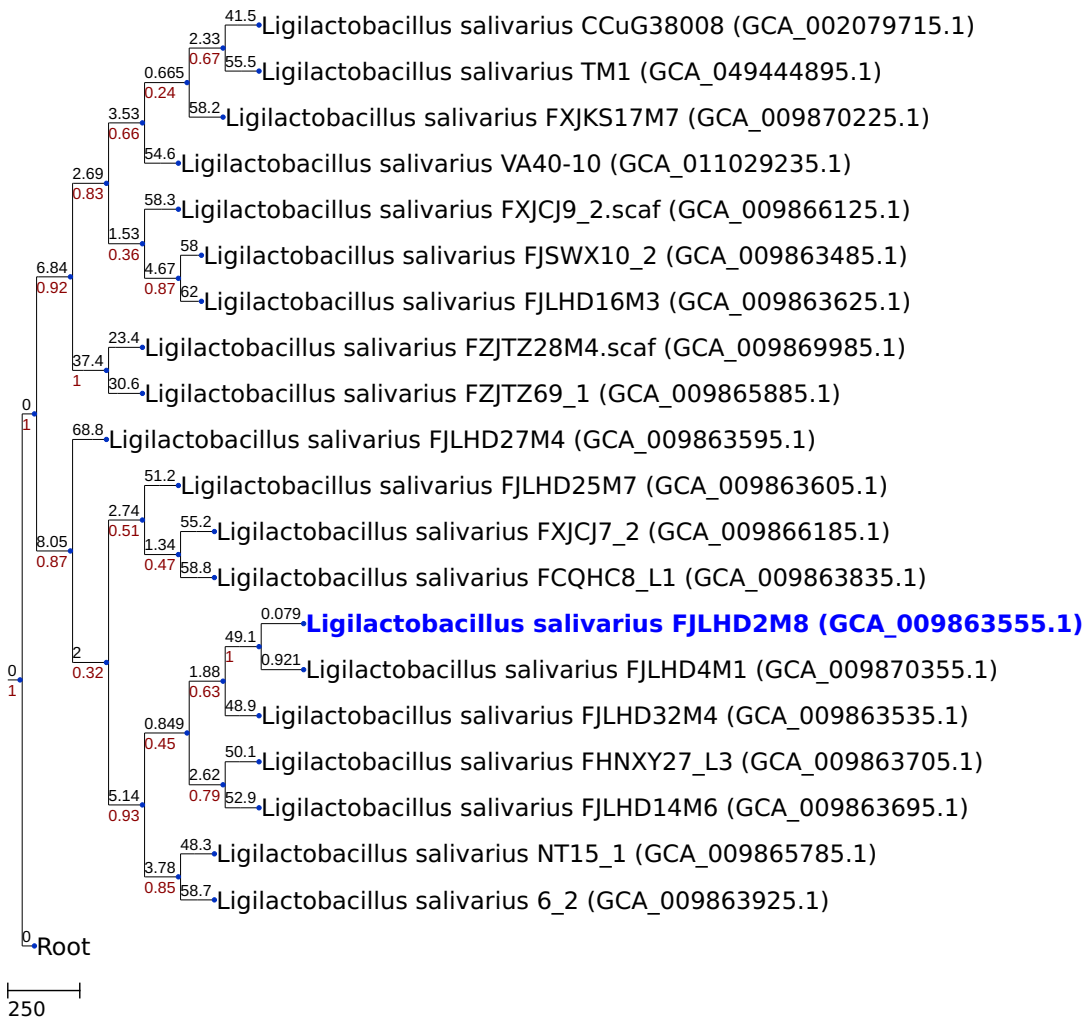 41.5
Ligilactobacillus salivarius CCuG38008 (GCA_002079715.1)
2.33
0.67
55.5
Ligilactobacillus salivarius TM1 (GCA_049444895.1)
0.665
0.24
58.2
Ligilactobacillus salivarius FXJKS17M7 (GCA_009870225.1)
3.53
0.66
54.6
Ligilactobacillus salivarius VA40-10 (GCA_011029235.1)
2.69
0.83
58.3
Ligilactobacillus salivarius FXJCJ9_2.scaf (GCA_009866125.1)
1.53
0.36
58
Ligilactobacillus salivarius FJSWX10_2 (GCA_009863485.1)
4.67
0.87
62
Ligilactobacillus salivarius FJLHD16M3 (GCA_009863625.1)
6.84
0.92
23.4
Ligilactobacillus salivarius FZJTZ28M4.scaf (GCA_009869985.1)
37.4
1
30.6
Ligilactobacillus salivarius FZJTZ69_1 (GCA_009865885.1)
0
1
68.8
Ligilactobacillus salivarius FJLHD27M4 (GCA_009863595.1)
51.2
Ligilactobacillus salivarius FJLHD25M7 (GCA_009863605.1)
2.74
0.51
55.2
Ligilactobacillus salivarius FXJCJ7_2 (GCA_009866185.1)
8.05
0.87
1.34
0.47
58.8
Ligilactobacillus salivarius FCQHC8_L1 (GCA_009863835.1)
0.079
Ligilactobacillus salivarius FJLHD2M8 (GCA_009863555.1)
49.1
1
2
0.32
0.921
Ligilactobacillus salivarius FJLHD4M1 (GCA_009870355.1)
0
1
1.88
0.63
48.9
Ligilactobacillus salivarius FJLHD32M4 (GCA_009863535.1)
0.849
0.45
50.1
Ligilactobacillus salivarius FHNXY27_L3 (GCA_009863705.1)
2.62
0.79
52.9
Ligilactobacillus salivarius FJLHD14M6 (GCA_009863695.1)
5.14
0.93
48.3
Ligilactobacillus salivarius NT15_1 (GCA_009865785.1)
3.78
0.85
58.7
Ligilactobacillus salivarius 6_2 (GCA_009863925.1)
0
Root
250